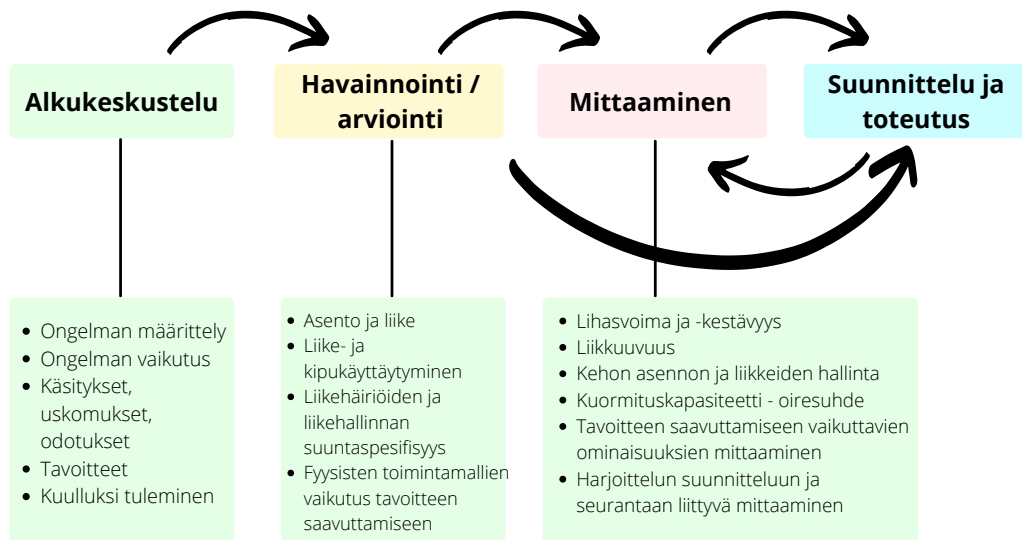 Alkukeskustelu
Havainnointi /
arviointi
Mittaaminen
Suunnittelu ja
toteutus
Ongelman määrittely
Ongelman vaikutus
Käsitykset,
uskomukset,
odotukset
Tavoitteet
Kuulluksi tuleminen
Asento ja liike
Liike- ja
kipukäyttäytyminen
Liikehäiriöiden ja
liikehallinnan
suuntaspesifisyys
Fyysisten toimintamallien
vaikutus tavoitteen
saavuttamiseen
Lihasvoima ja -kestävyys
Liikkuuvuus
Kehon asennon ja liikkeiden hallinta
Kuormituskapasiteetti - oiresuhde
Tavoitteen saavuttamiseen vaikuttavien
ominaisuuksien mittaaminen
Harjoittelun suunnitteluun ja
seurantaan liittyvä mittaaminen